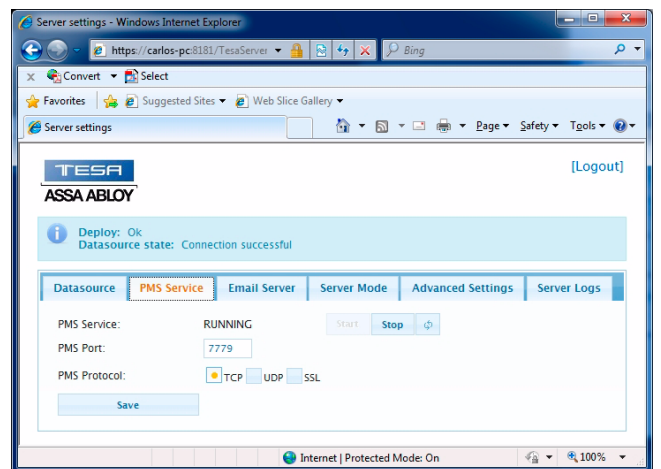 Server settings - Windows Internet Explorer
https://carlos-pc:8181/TesaServer
Bing
x Convert Select
Favorites Suggested Sites Web Slice Gallery
Server settings Page Safety Tools
TESA
ASSA ABLOY
[Logout]
Deploy: Ok
Datasource state: Connection successful
Datasource PMS Service Email Server Server Mode Advanced Settings Server Logs
PMS Service: RUNNING Start Stop
PMS Port: 7779
PMS Protocol: TCP UDP SSL
Save
Internet | Protected Mode: On 100%